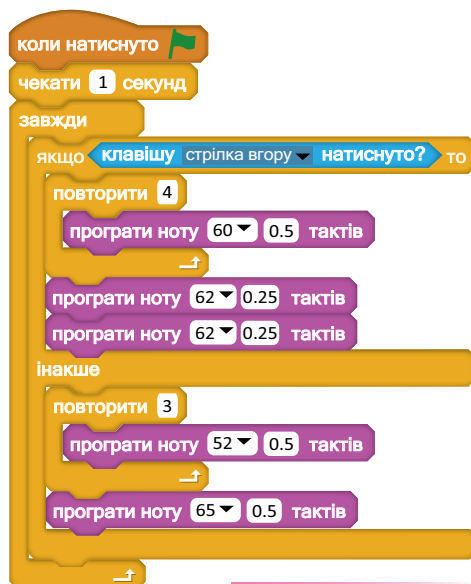 коли натиснуто
чекати 1 секунд
завжди
якщо клавішу стрілка вгору натиснуто? то
повторити 4
програти ноту 60 0.5 тактів
програти ноту 62 0.25 тактів
програти ноту 62 0.25 тактів
інакше
повторити 3
програти ноту 52 0.5 тактів
програти ноту 65 0.5 тактів